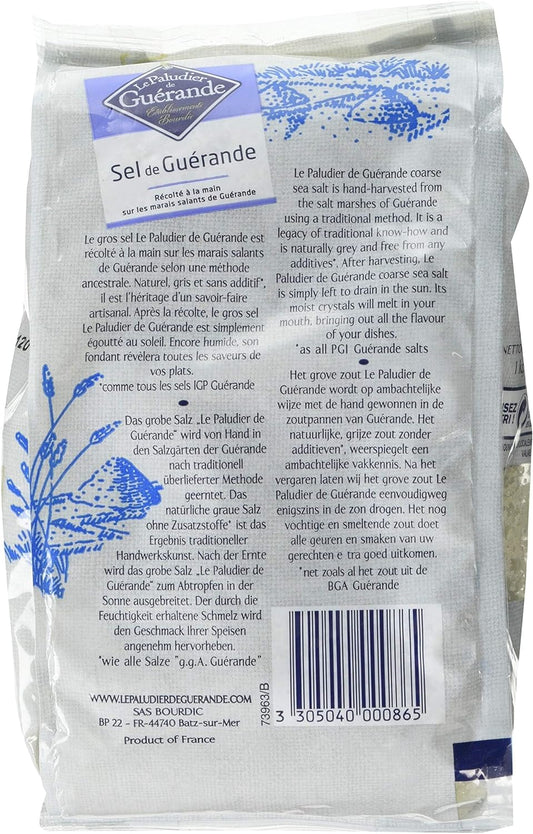 Le Paludier
de
Guérande
Etablissements
Bourdic
Sel de Guérande
Récolté à la main
sur les marais salants de Guérande
Le gros sel Le Paludier de Guérande est
récolté à la main sur les marais salants
de Guérande selon une méthode
ancestrale. Naturel, gris et sans additif*,
il est l'héritage d'un savoir-faire
artisanal. Après la récolte, le gros sel
Le Paludier de Guérande est simplement
égoutté au soleil. Encore humide, son
fondant révélera toutes les saveurs de
vos plats.
*comme tous les sels IGP Guérande
Das grobe Salz „Le Paludier de
Guérande" wird von Hand in
den Salzgärten der Guérande
nach traditionell
überlieferter Methode
geerntet. Das
natürliche graue Salz
ohne Zusatzstoffe* ist das
Ergebnis traditioneller
Handwerkskunst. Nach der Ernte
wird das grobe Salz „Le Paludier de
Guérande" zum Abtropfen in der
Sonne ausgebreitet. Der durch die
Feuchtigkeit erhaltene Schmelz wird
den Geschmack Ihrer Speisen
angenehm hervorheben.
*wie alle Salze "g.g.A. Guérande"
WWW.LEPALUDIERDEGUERANDE.COM
SAS BOURDIC
BP 22 - FR-44740 Batz-sur-Mer
Product of France
Le Paludier de Guérande coarse
sea salt is hand-harvested from
the salt marshes of Guérande
using a traditional method. It is a
legacy of traditional know-how and
is naturally grey and free from any
additives*. After harvesting, Le
Paludier de Guérande coarse sea salt
is simply left to drain in the sun. Its
moist crystals will melt in your
mouth, bringing out all the flavour
of your dishes.
*as all PGI Guérande salts
Het grove zout Le Paludier de
Guérande wordt op ambachtelijke
wijze met de hand gewonnen in de
zoutpannen van Guérande. Het
natuurlijke, grijze zout zonder
additieven*, weerspiegelt een
ambachtelijke vakkennis. Na het
vergaren laten wij het grove zout Le
Paludier de Guérande eenvoudigweg
enigszins in de zon drogen. Het nog
vochtige en smeltende zout doet
alle geuren en smaken van uw
gerechten e tra goed uitkomen.
*net zoals al het zout uit de
BGA Guérande
73963/B
3 305040 000865
120
NETTO